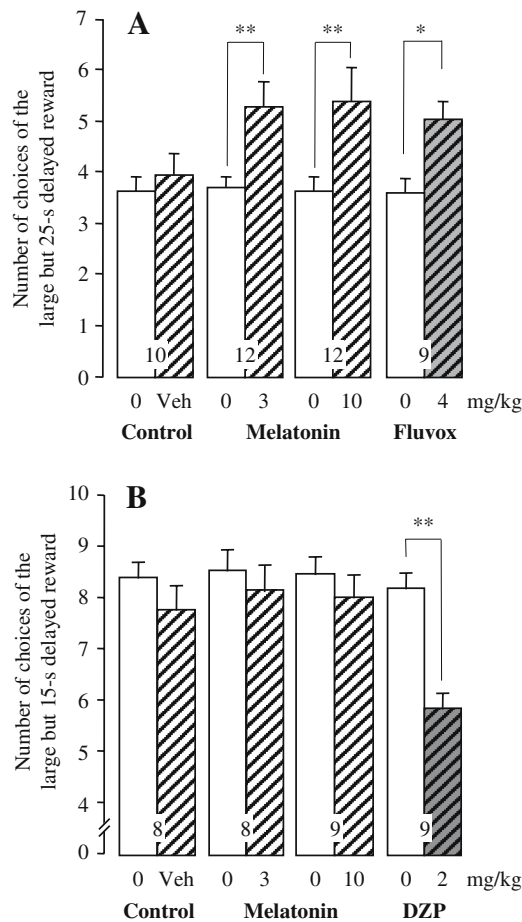 A
Number of choices of the
large but 25-s delayed reward
7
6
5
4
3
2
1
0
** ** *
10 12 12 9
0 Veh 0 3 0 10 0 4 mg/kg
Control Melatonin Fluvox
B
Number of choices of the
large but 15-s delayed reward
10
9
8
7
6
5
4
0
**
8 8 9 9
0 Veh 0 3 0 10 0 2 mg/kg
Control Melatonin DZP